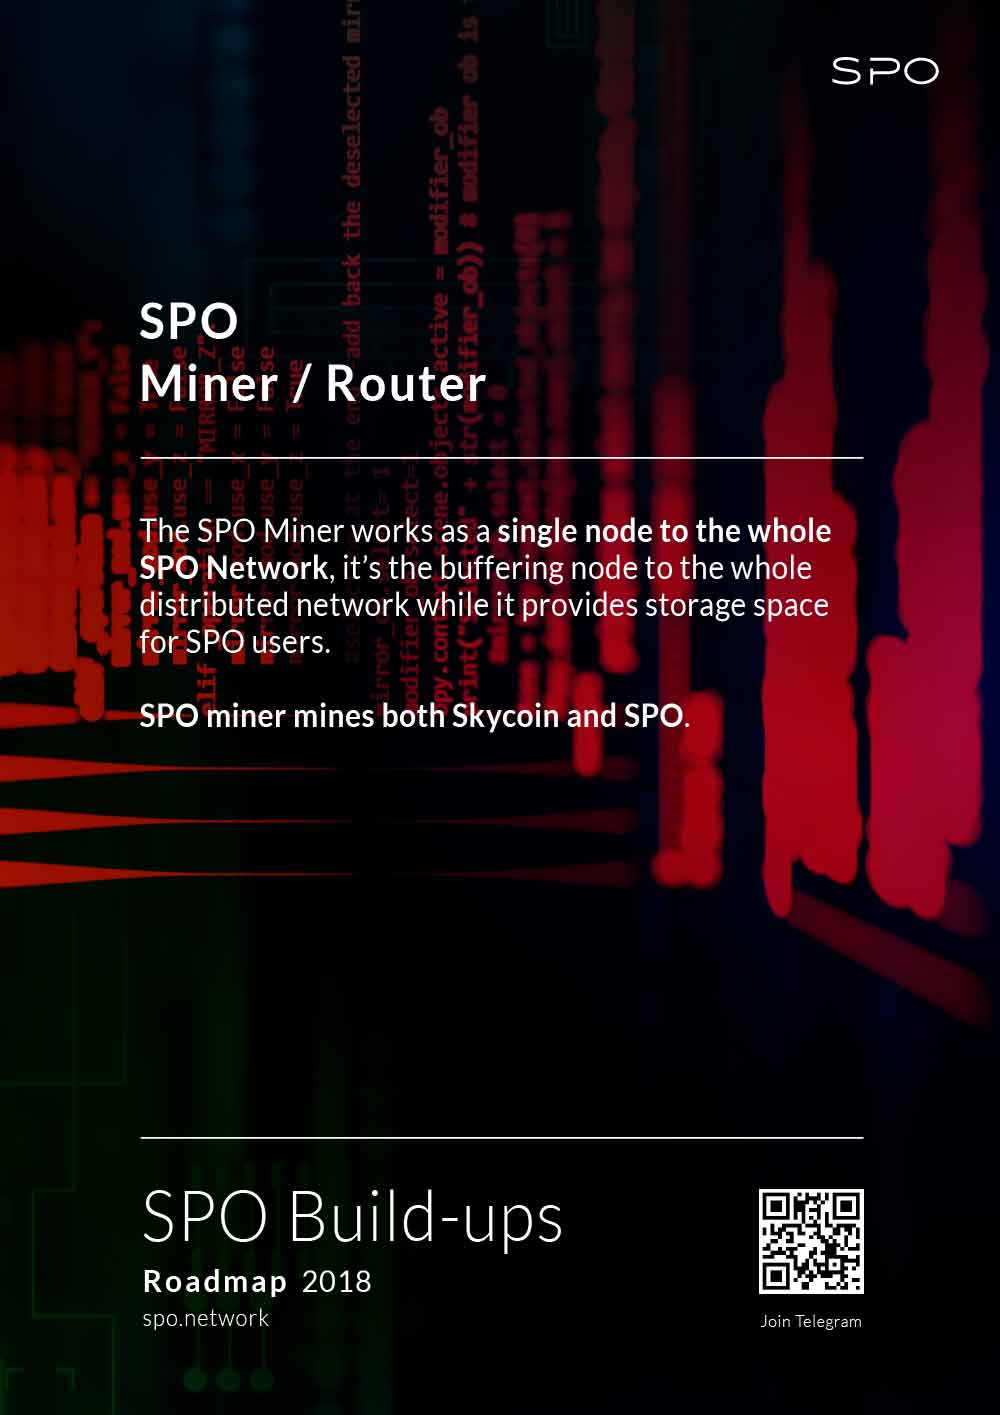 SPO
SPO
Miner / Router
The SPO Miner works as a single node to the whole
SPO Network, it’s the buffering node to the whole
distributed network while it provides storage space
for SPO users.
SPO miner mines both Skycoin and SPO.
SPO Build-ups
Roadmap 2018
spo.network
Join Telegram